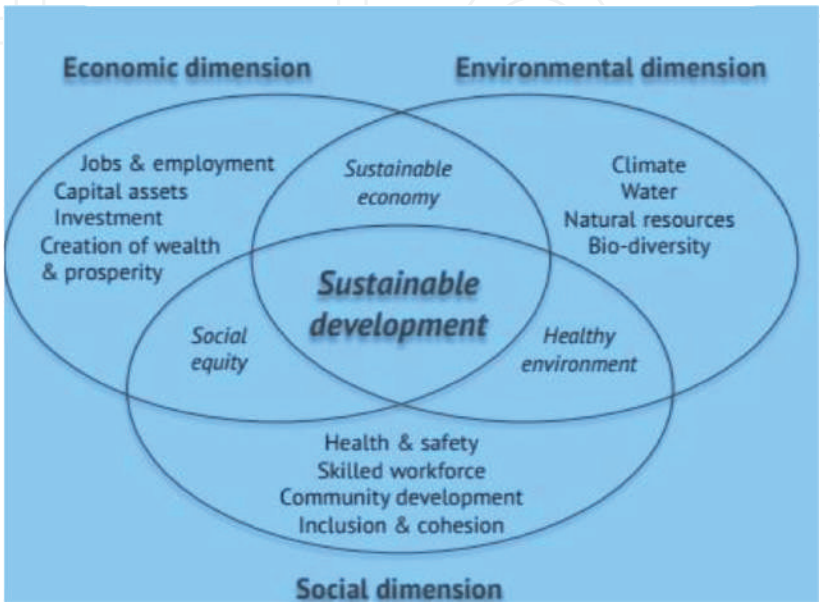 Economic dimension
Environmental dimension
Jobs & employment
Capital assets
Investment
Creation of wealth
& prosperity
Sustainable
economy
Climate
Water
Natural resources
Bio-diversity
Sustainable
development
Social
equity
Healthy
environment
Health & safety
Skilled workforce
Community development
Inclusion & cohesion
Social dimension